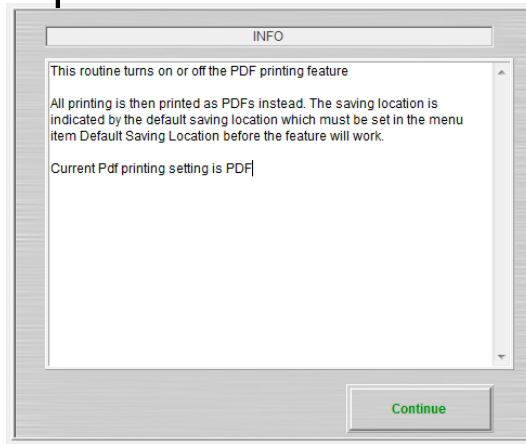 INFO
This routine turns on or off the PDF printing feature
All printing is then printed as PDFs instead. The saving location is
indicated by the default saving location which must be set in the menu
item Default Saving Location before the feature will work.
Current Pdf printing setting is PDF
Continue